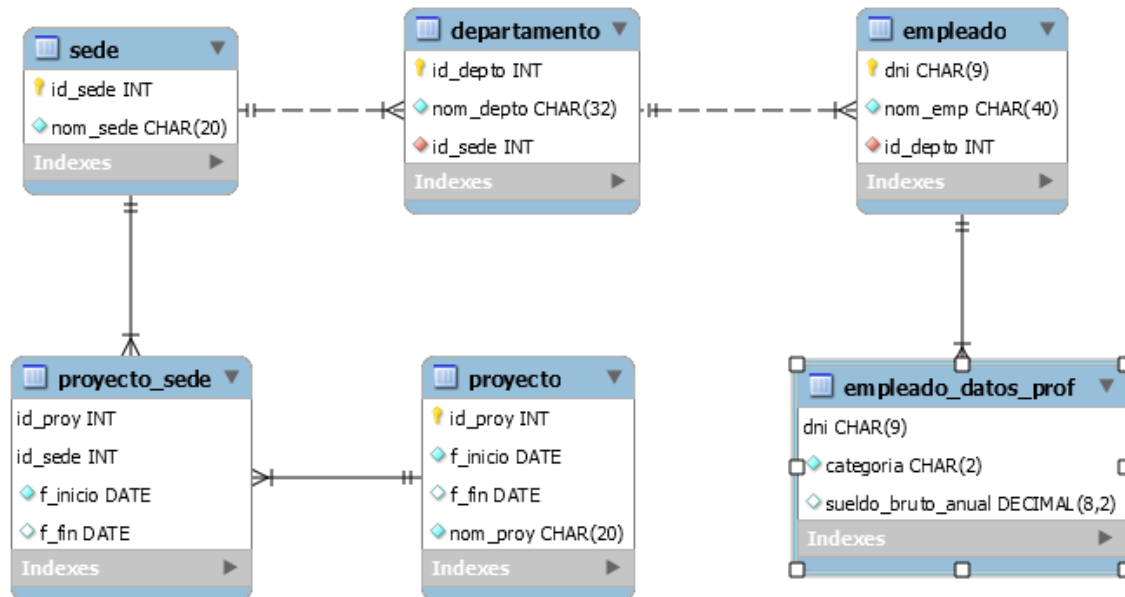 sede
id_sede INT
nom_sede CHAR(20)
Indexes
departamento
id_depto INT
nom_depto CHAR(32)
id_sede INT
Indexes
empleado
dni CHAR(9)
nom_emp CHAR(40)
id_depto INT
Indexes
proyecto_sede
id_proy INT
id_sede INT
f_inicio DATE
f_fin DATE
Indexes
proyecto
id_proy INT
f_inicio DATE
f_fin DATE
nom_proy CHAR(20)
Indexes
empleado_datos_prof
dni CHAR(9)
categoria CHAR(2)
sueldo_bruto_anual DECIMAL(8,2)
Indexes